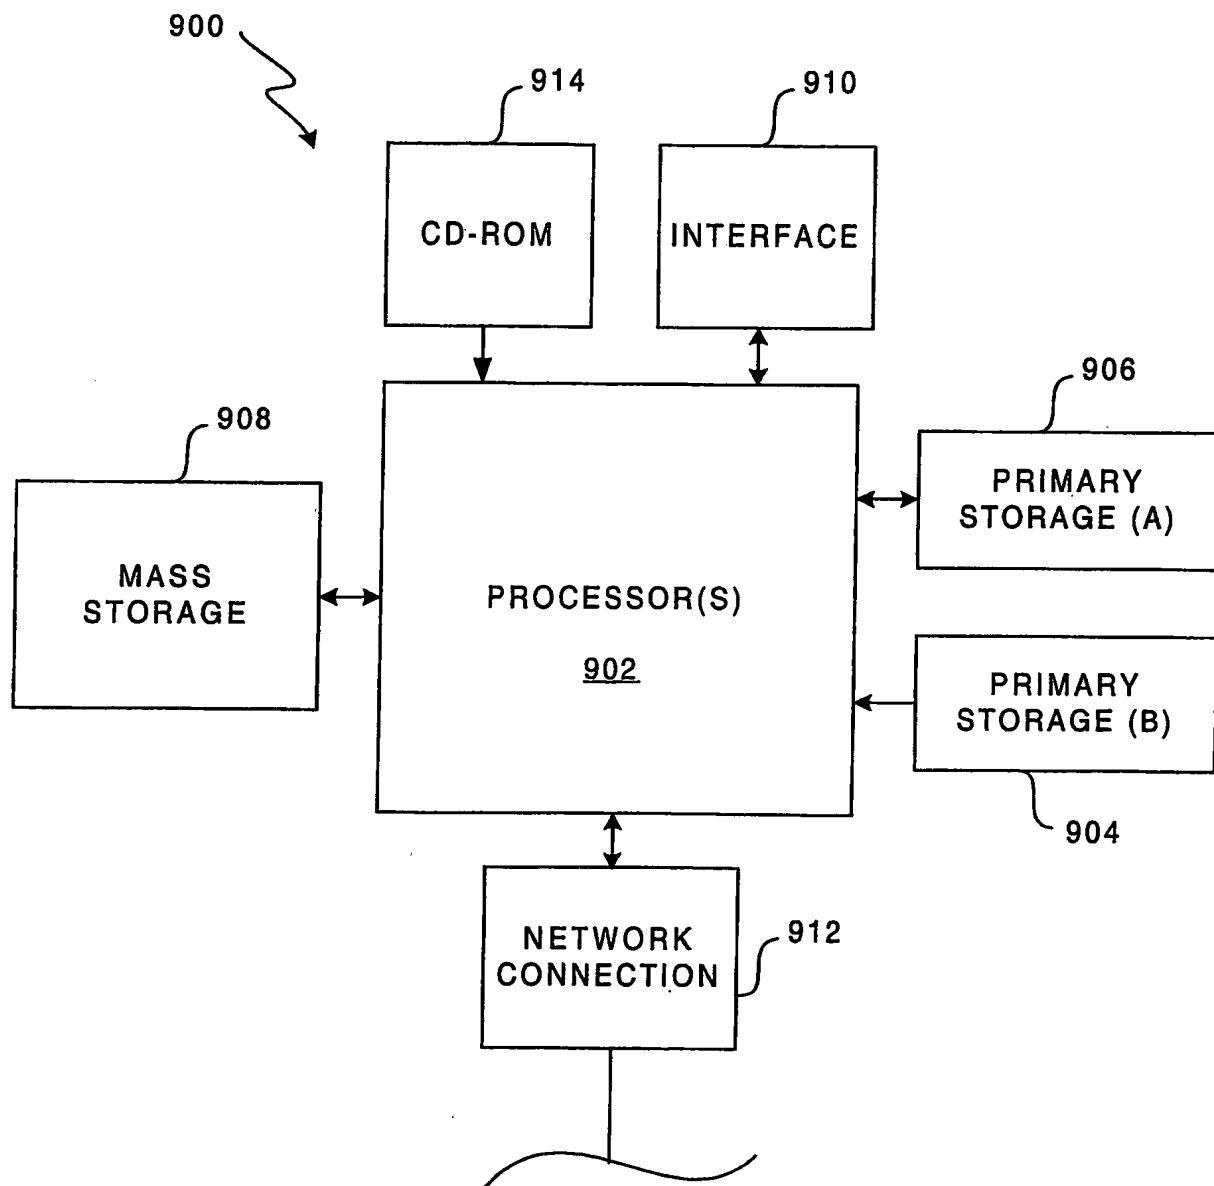 900
914
910
CD-ROM
INTERFACE
906
908
PRIMARY
STORAGE (A)
MASS
STORAGE
PROCESSOR(S)
902
PRIMARY
STORAGE (B)
904
NETWORK
CONNECTION
912